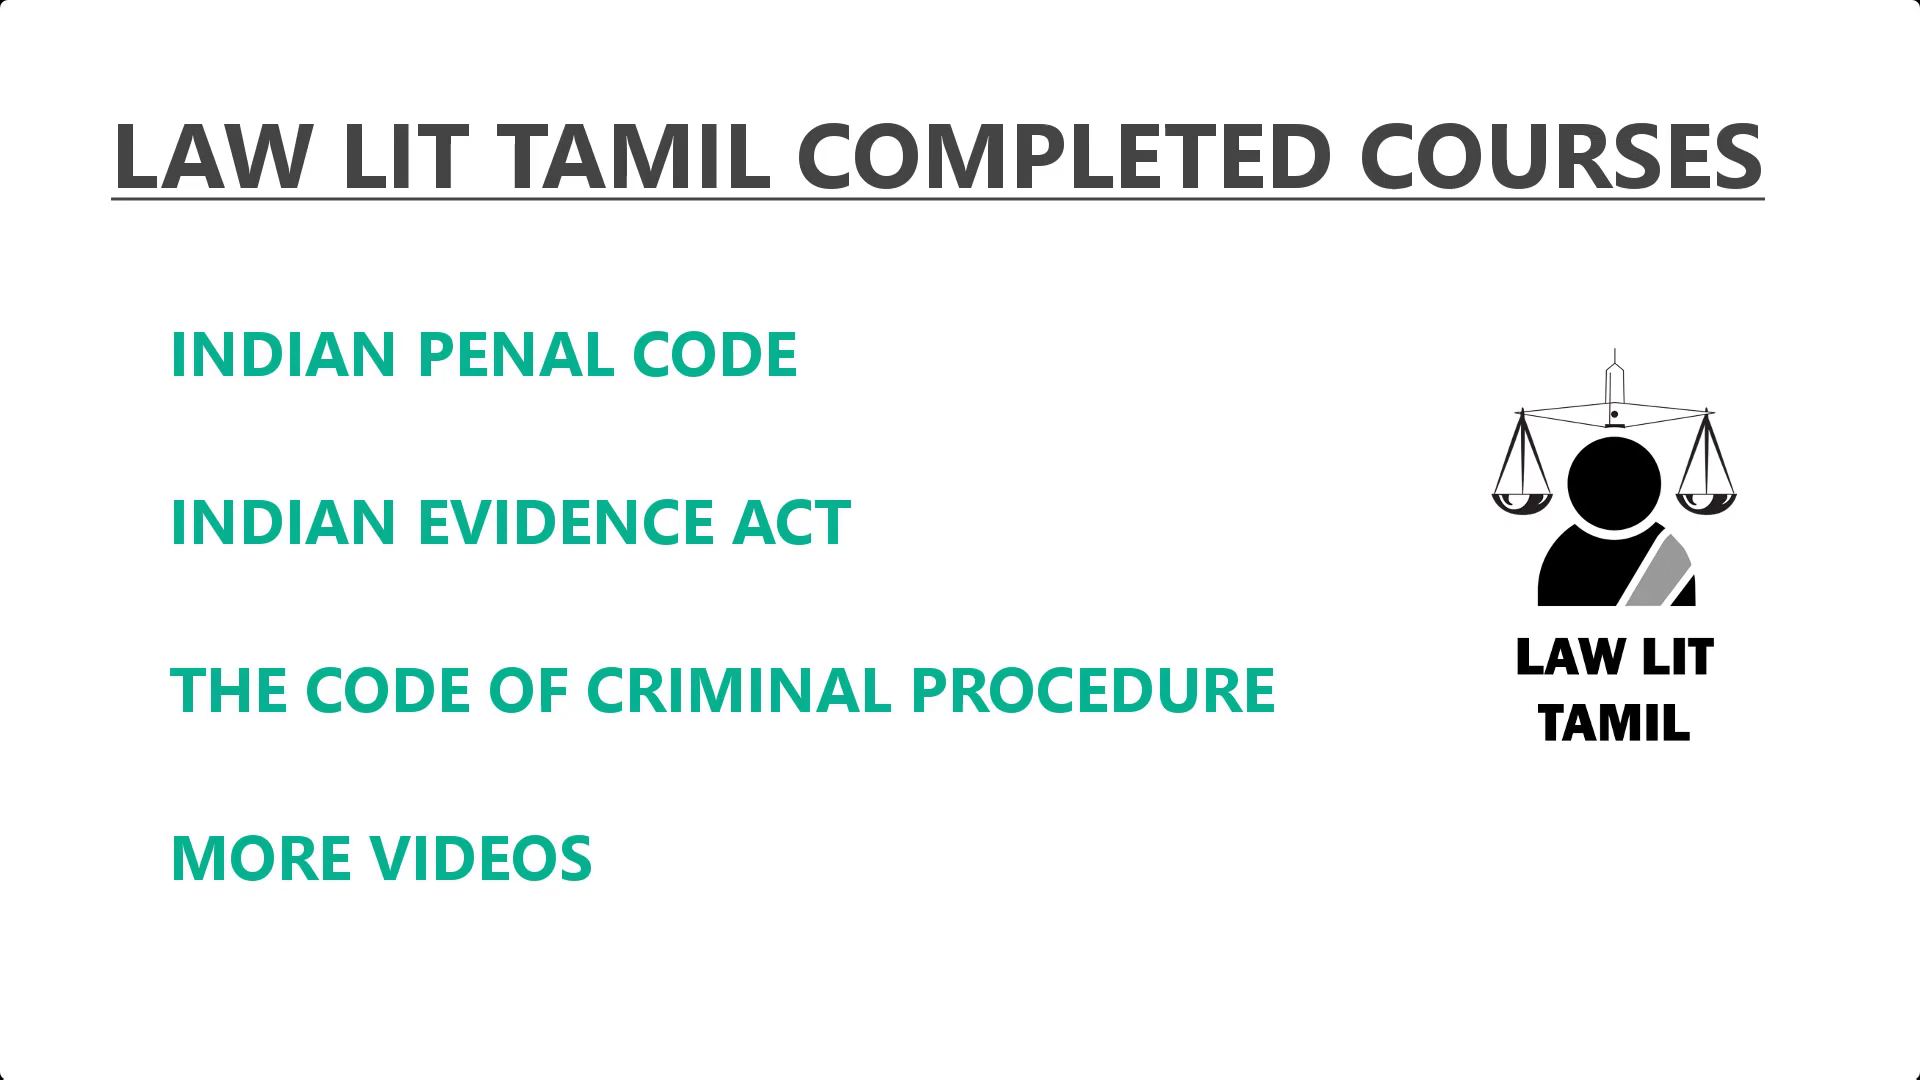 LAW LIT TAMIL COMPLETED COURSES
INDIAN PENAL CODE
INDIAN EVIDENCE ACT
THE CODE OF CRIMINAL PROCEDURE
MORE VIDEOS
LAW LIT
TAMIL